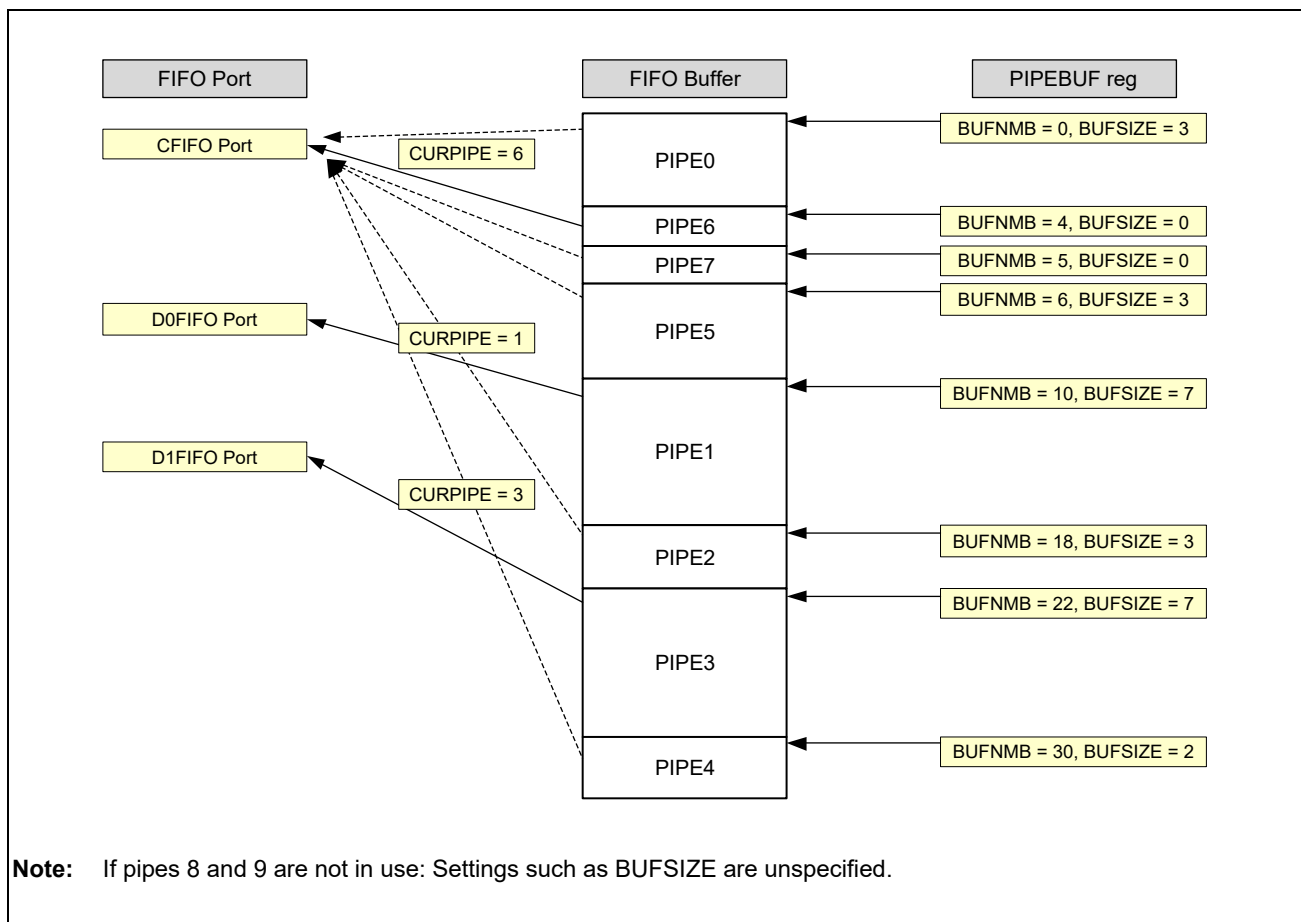 FIFO Port
FIFO Buffer
PIPEBUF reg
CFIFO Port
CURPIPE = 6
PIPE0
BUFNMB = 0, BUFSIZE = 3
PIPE6
BUFNMB = 4, BUFSIZE = 0
PIPE7
BUFNMB = 5, BUFSIZE = 0
D0FIFO Port
CURPIPE = 1
PIPE5
BUFNMB = 6, BUFSIZE = 3
PIPE1
BUFNMB = 10, BUFSIZE = 7
D1FIFO Port
CURPIPE = 3
PIPE2
BUFNMB = 18, BUFSIZE = 3
PIPE3
BUFNMB = 22, BUFSIZE = 7
PIPE4
BUFNMB = 30, BUFSIZE = 2
Note: If pipes 8 and 9 are not in use: Settings such as BUFSIZE are unspecified.